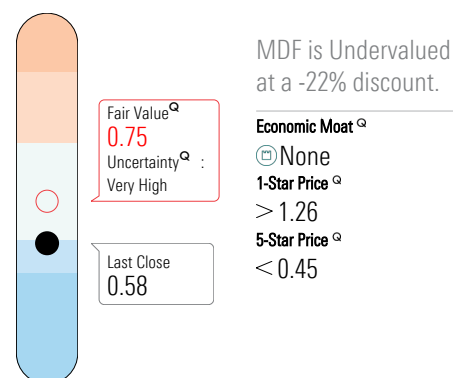 MDF is Undervalued
at a -22% discount.
Fair Value Q
0.75
Uncertainty Q :
Very High
Last Close
0.58
Economic Moat Q
None
1-Star Price Q
> 1.26
5-Star Price Q
< 0.45